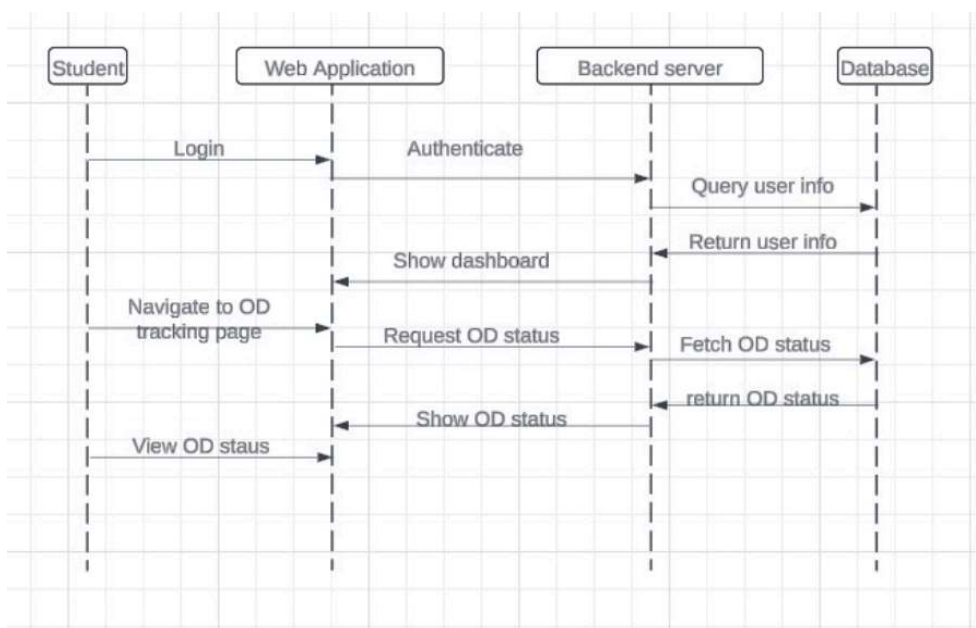 Student
Web Application
Backend server
Database
Login
Authenticate
Query user info
Return user info
Show dashboard
Navigate to OD
tracking page
Request OD status
Fetch OD status
return OD status
Show OD status
View OD staus